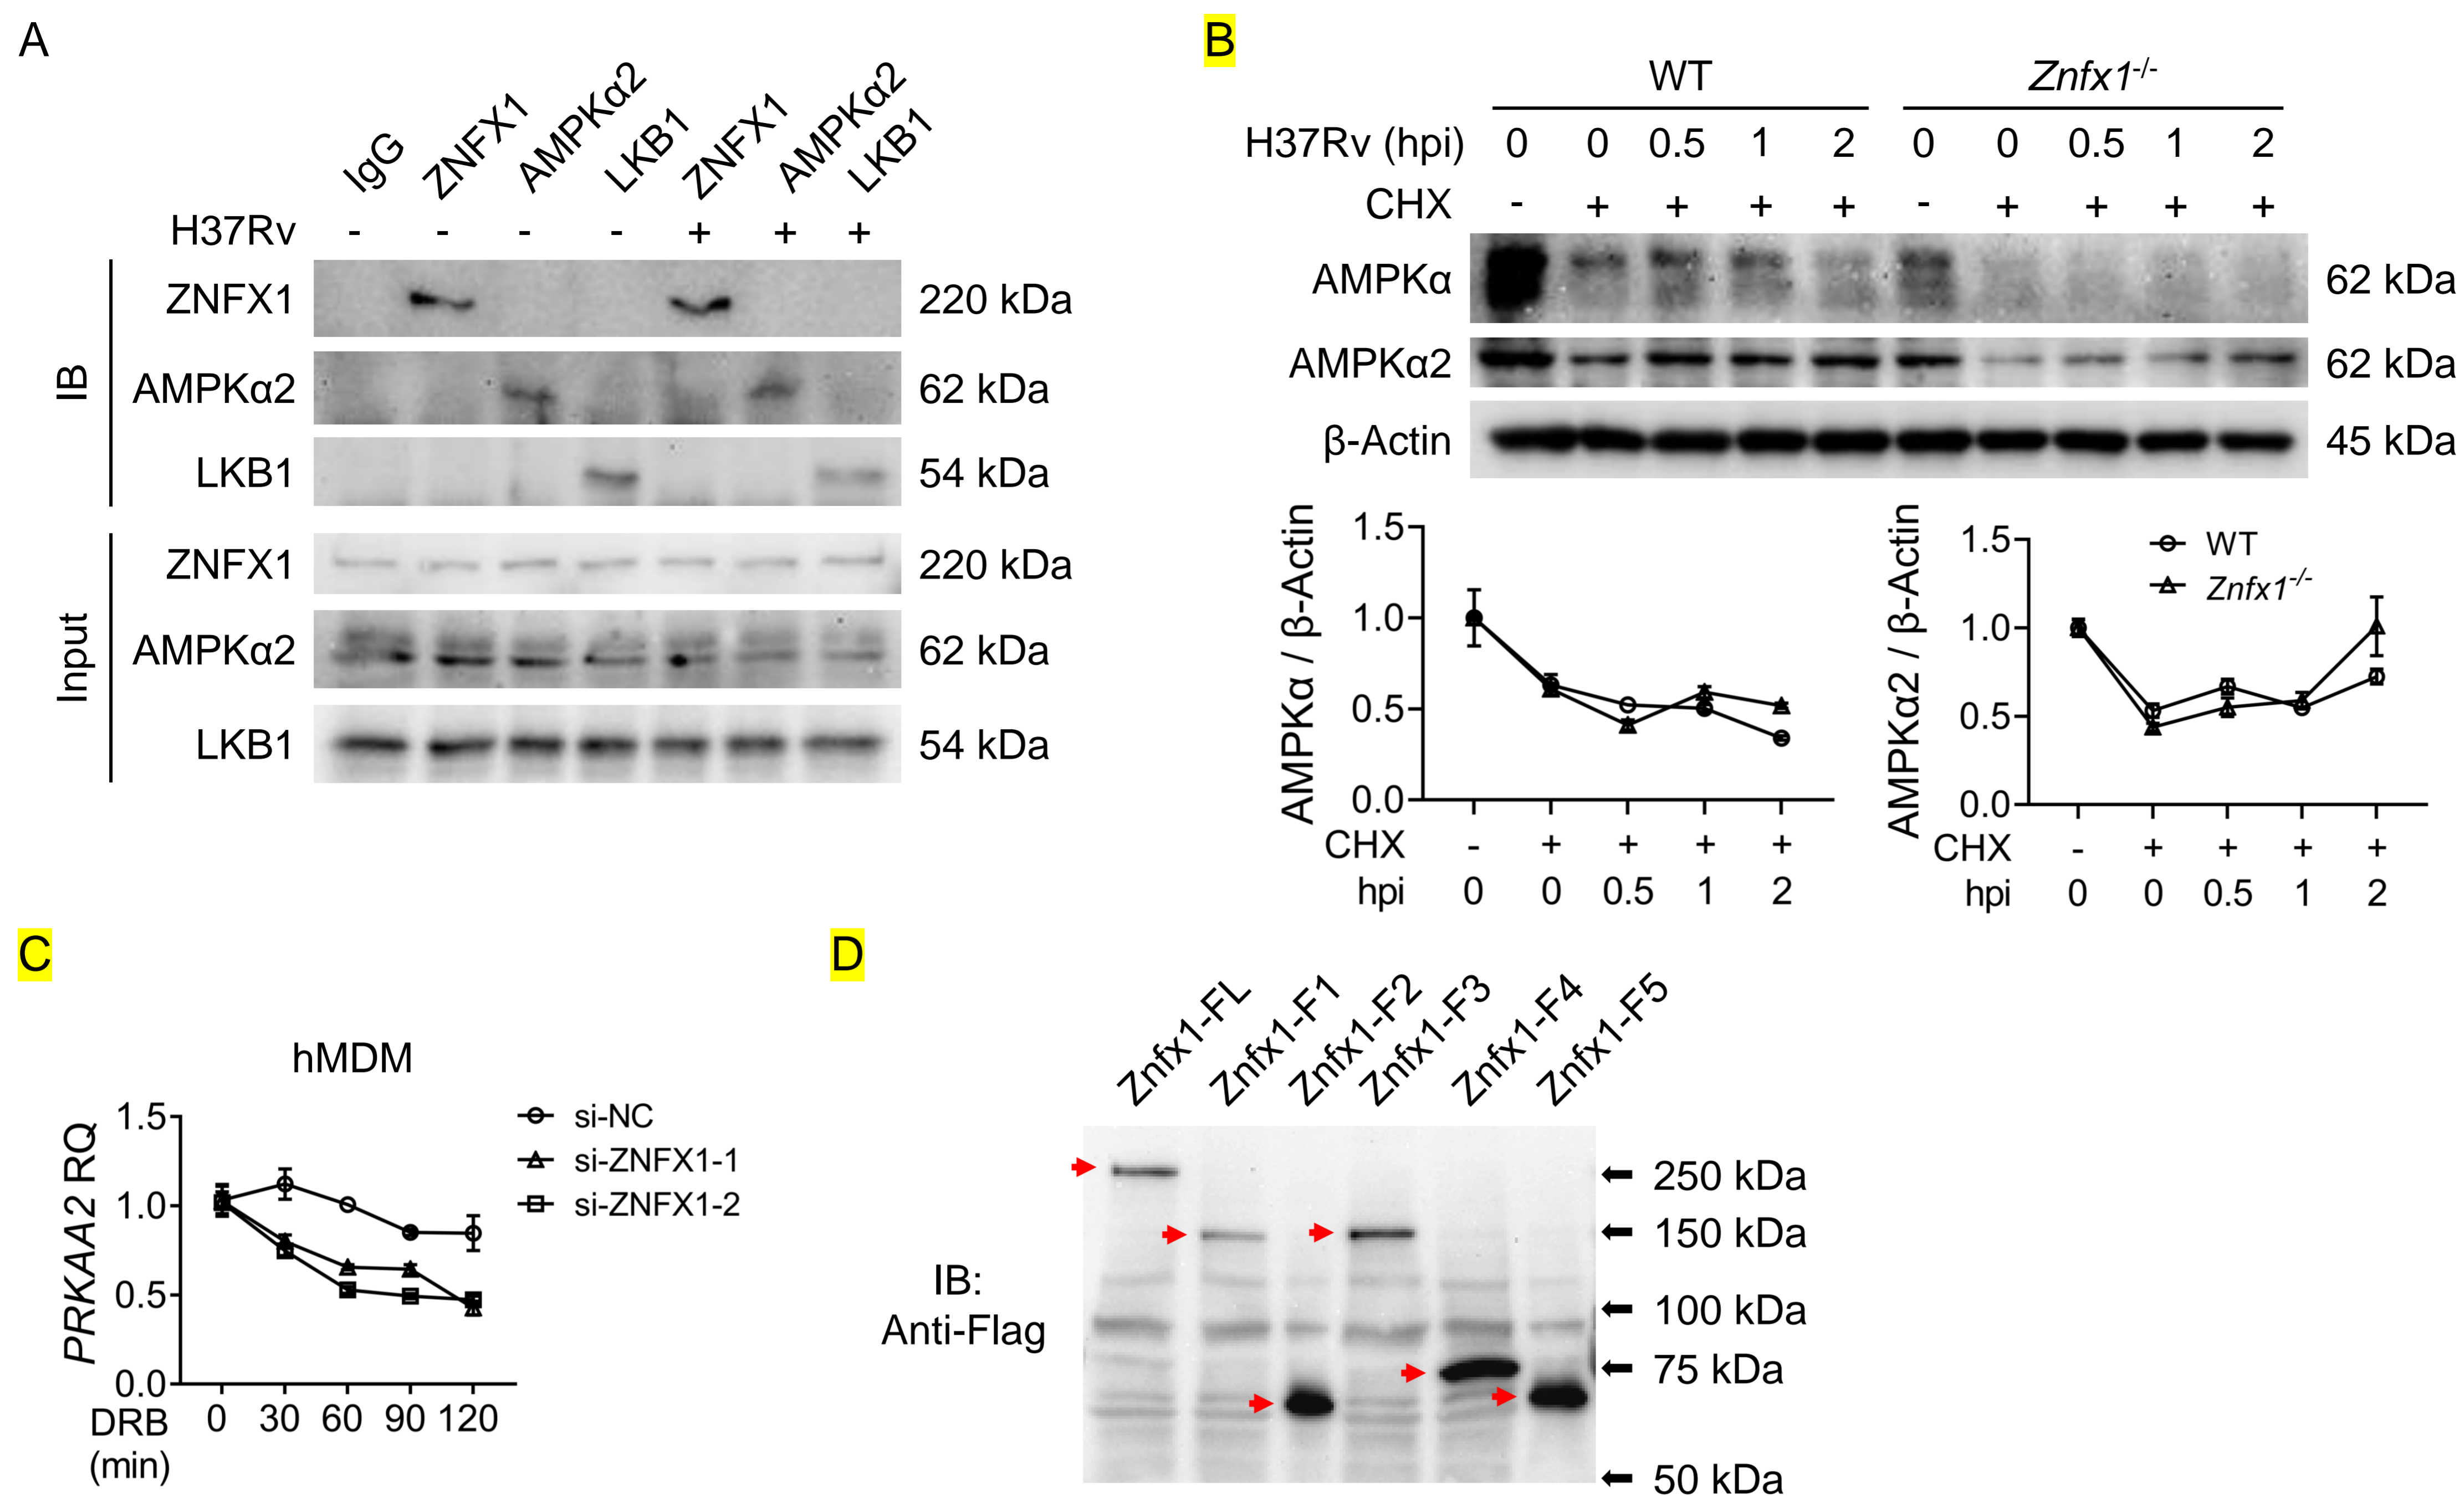 A
IgG
ZNFX1
AMPKα2
LKB1
ZNFX1
AMPKα2
LKB1
H37Rv - - - - + + +
IB
ZNFX1 220 kDa
AMPKα2 62 kDa
LKB1 54 kDa
Input
ZNFX1 220 kDa
AMPKα2 62 kDa
LKB1 54 kDa
B
WT Znfx1-/-
H37Rv (hpi) 0 0 0.5 1 2 0 0 0.5 1 2
CHX - + + + + - + + + +
AMPKα 62 kDa
AMPKα2 62 kDa
β-Actin 45 kDa
AMPKα / β-Actin
1.5
1.0
0.5
0.0
CHX - + + + +
hpi 0 0 0.5 1 2
AMPKα2 / β-Actin
1.5
1.0
0.5
0.0
WT
Znfx1-/-
CHX - + + + +
hpi 0 0 0.5 1 2
C
hMDM
PRKAA2 RQ
1.5
1.0
0.5
0.0
si-NC
si-ZNFX1-1
si-ZNFX1-2
DRB 0 30 60 90 120
(min)
D
Znfx1-FL
Znfx1-F1
Znfx1-F2
Znfx1-F3
Znfx1-F4
Znfx1-F5
IB:
Anti-Flag
250 kDa
150 kDa
100 kDa
75 kDa
50 kDa